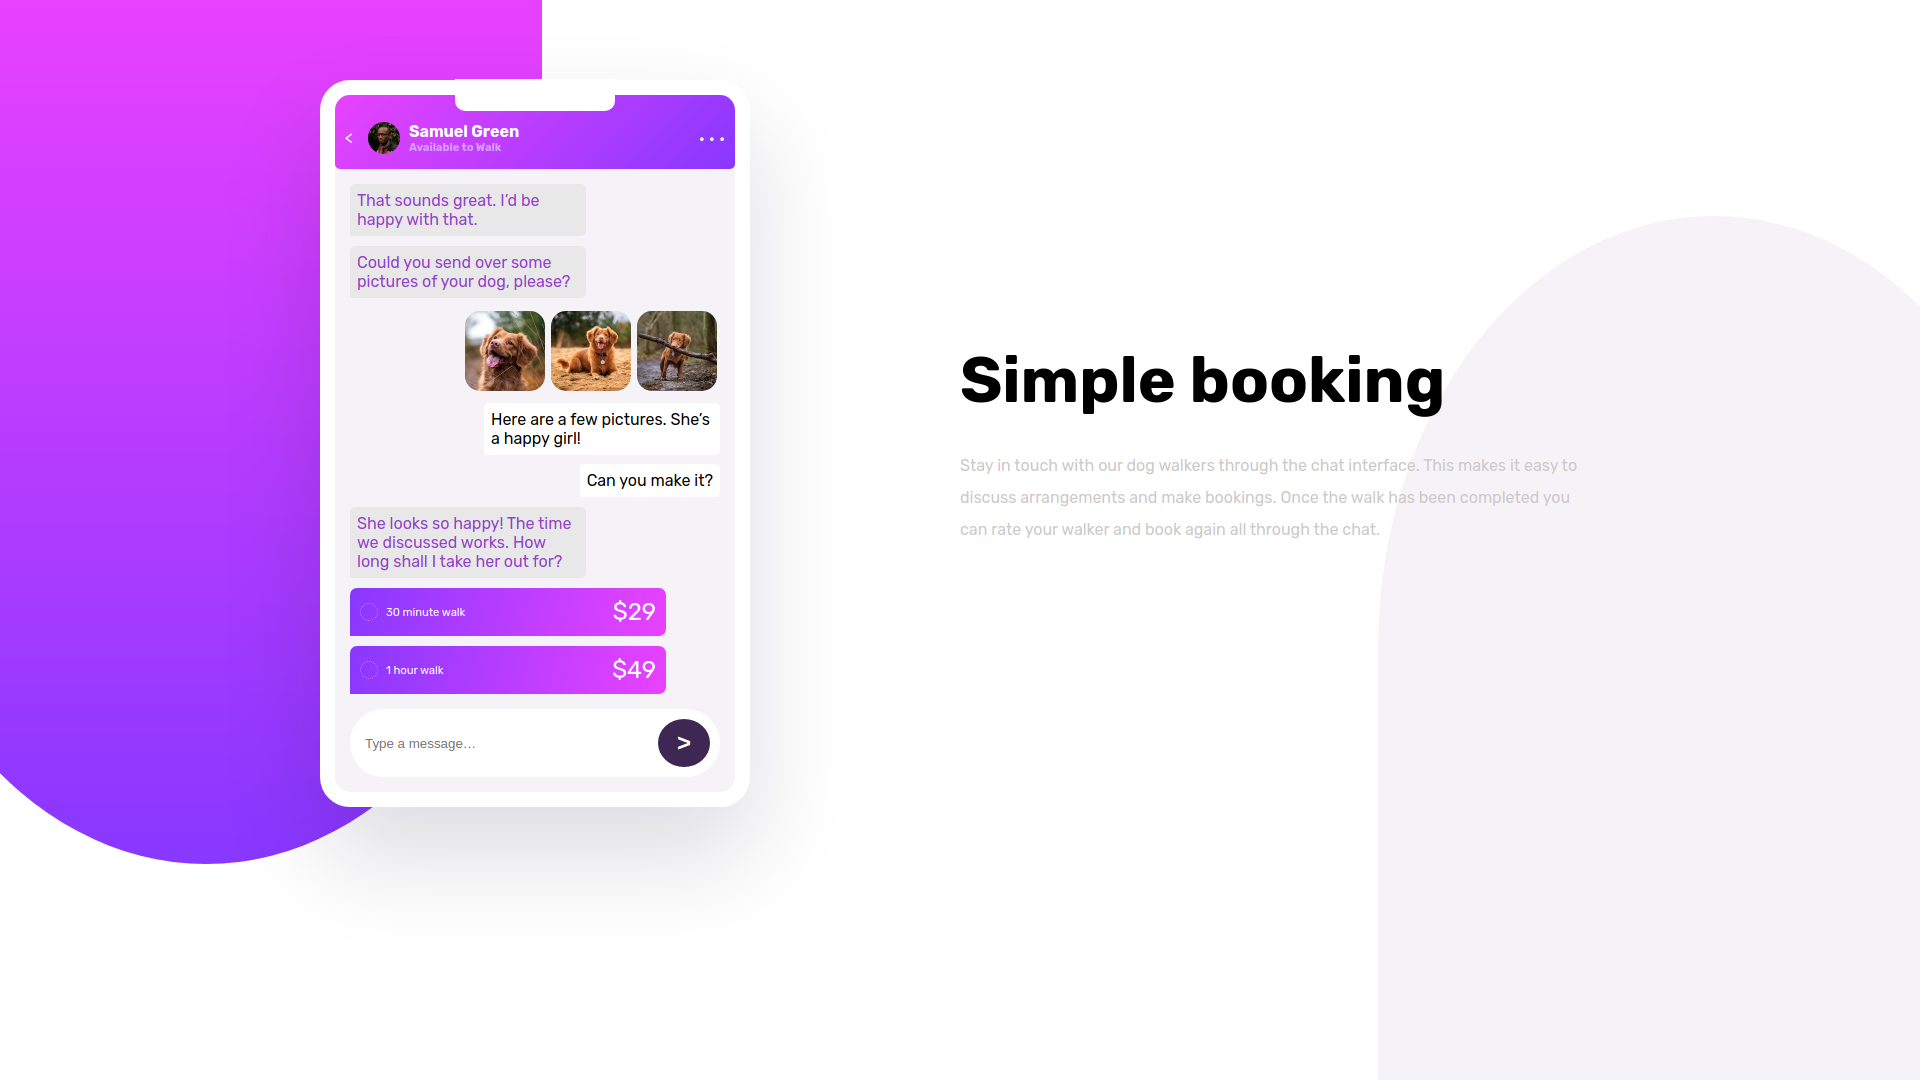 <
Samuel Green
Available to Walk
...
That sounds great. I’d be
happy with that.
Could you send over some
pictures of your dog, please?
Here are a few pictures. She’s
a happy girl!
Can you make it?
She looks so happy! The time
we discussed works. How
long shall I take her out for?
30 minute walk $29
1 hour walk $49
Type a message… >
Simple booking
Stay in touch with our dog walkers through the chat interface. This makes it easy to
discuss arrangements and make bookings. Once the walk has been completed you
can rate your walker and book again all through the chat.